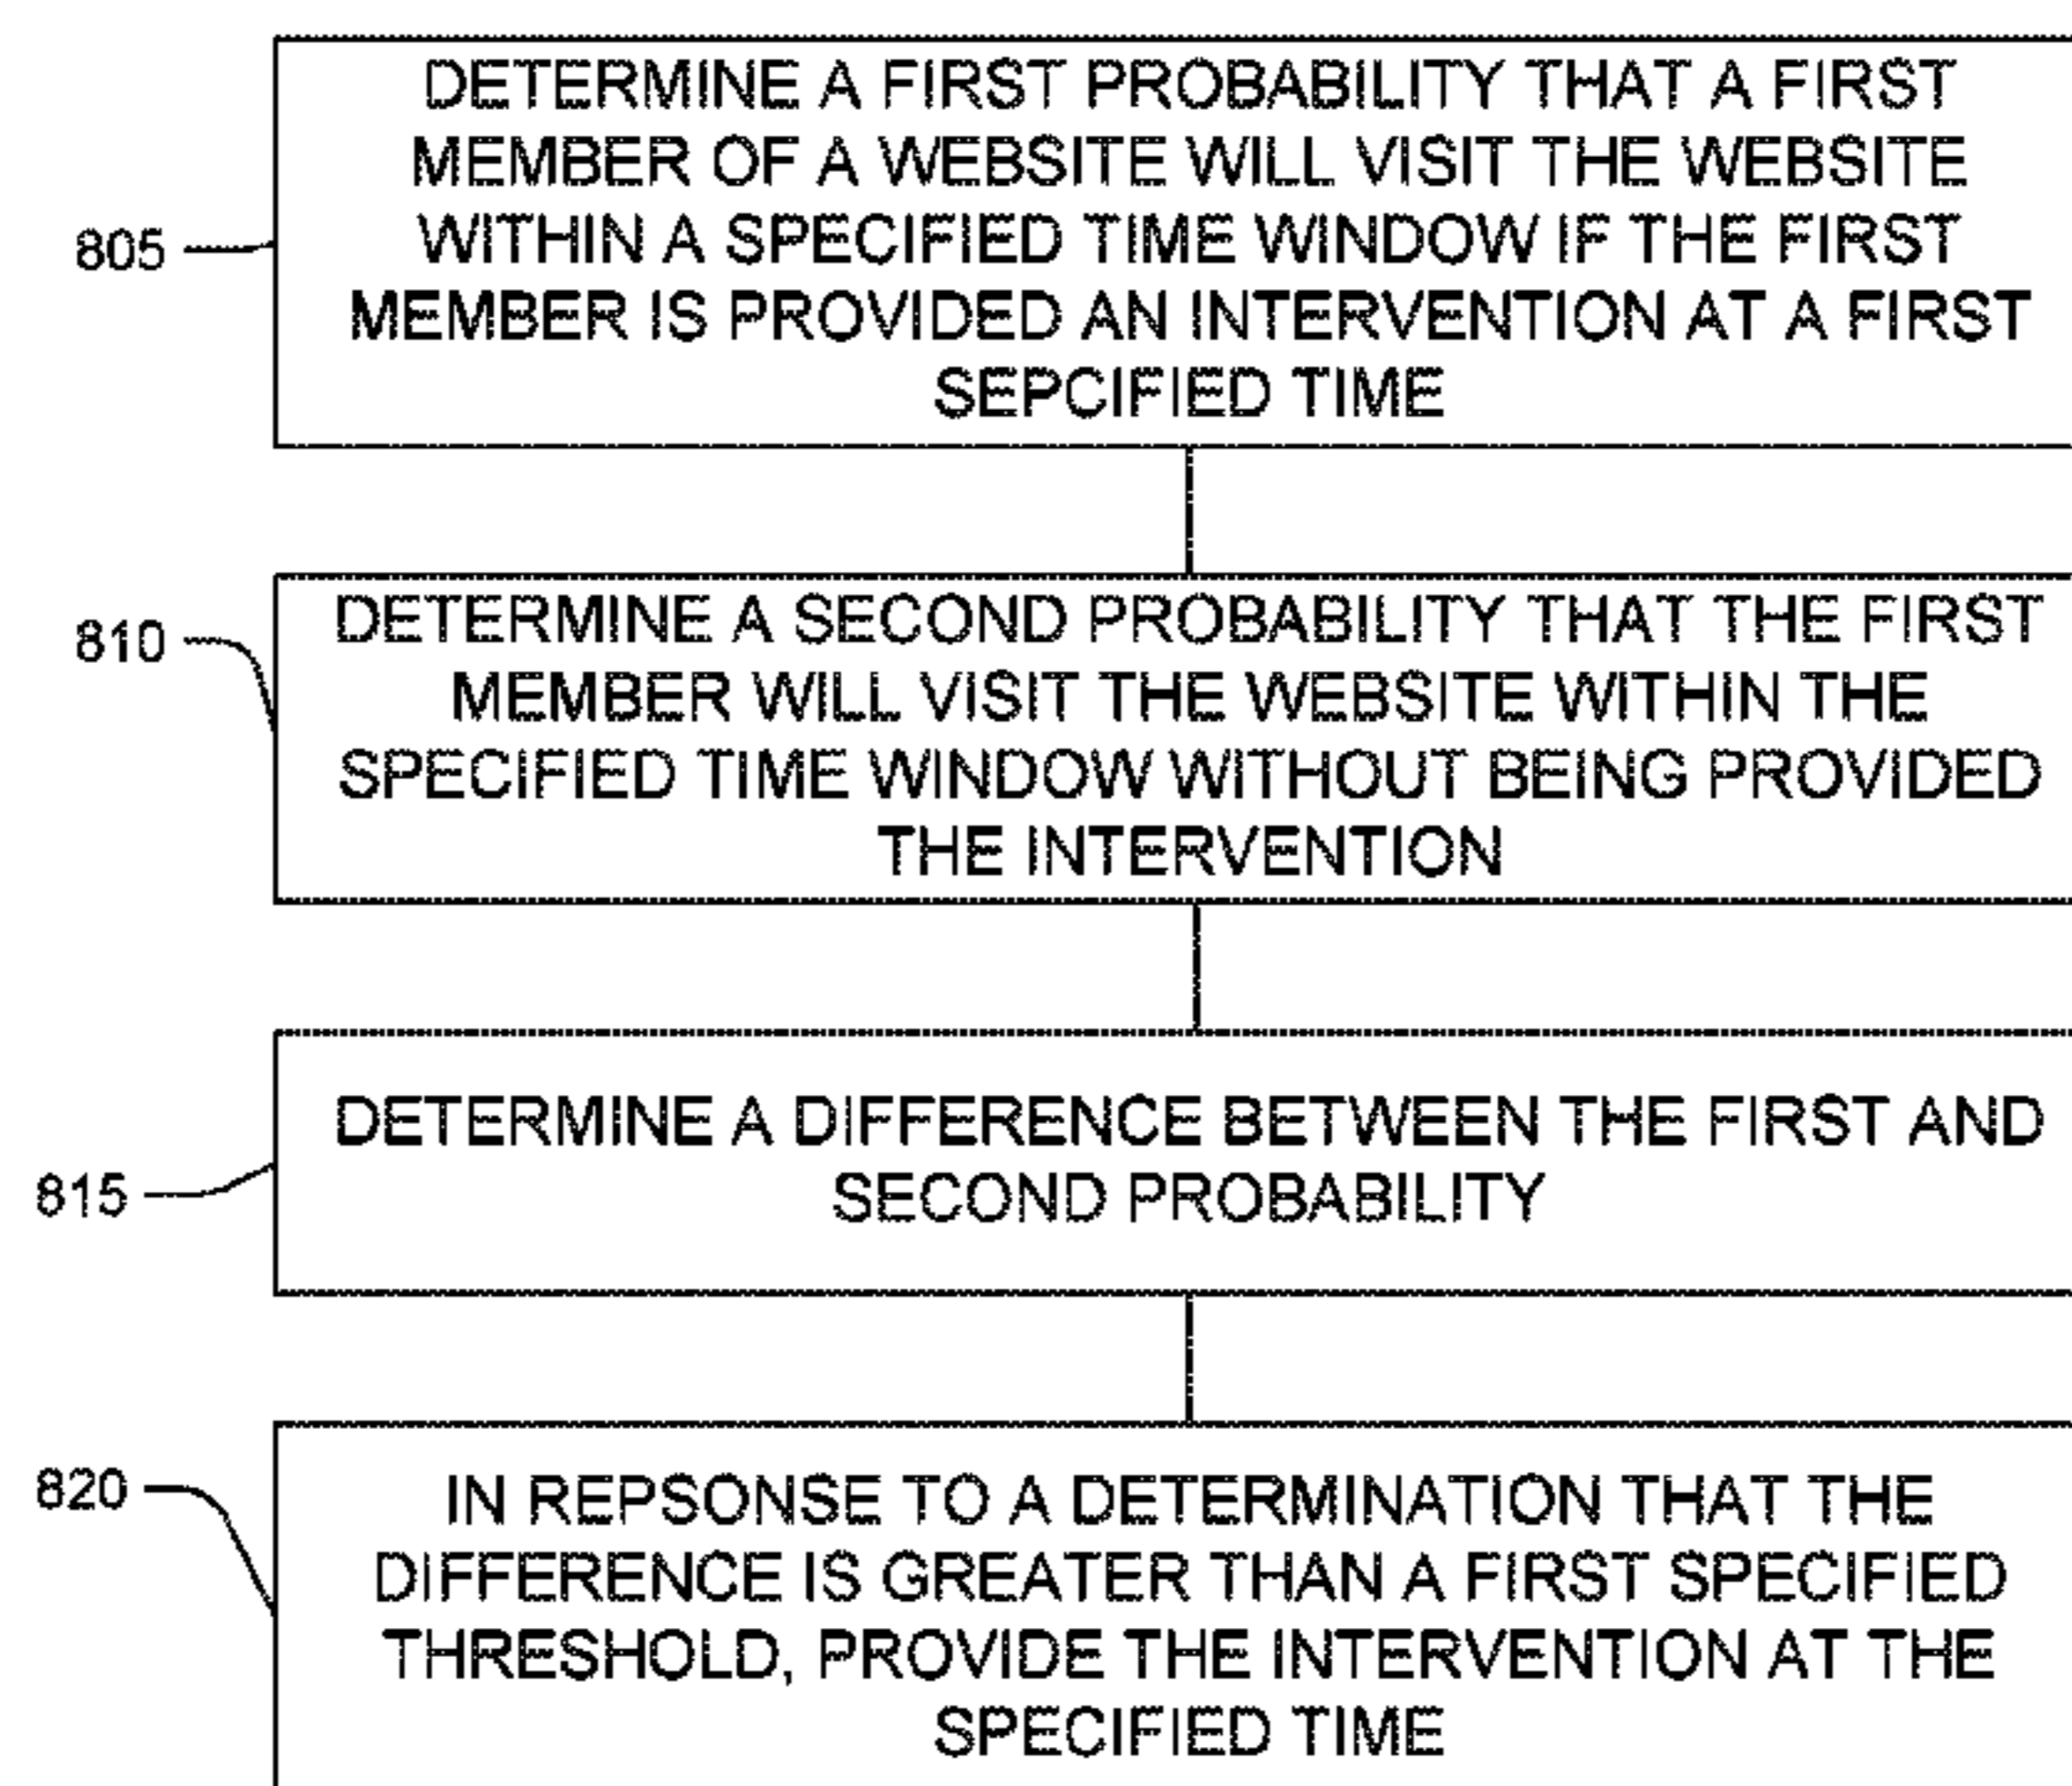 DETERMINE A FIRST PROBABILITY THAT A FIRST
MEMBER OF A WEBSITE WILL VISIT THE WEBSITE
WITHIN A SPECIFIED TIME WINDOW IF THE FIRST
MEMBER IS PROVIDED AN INTERVENTION AT A FIRST
SEPCIFIED TIME
805
DETERMINE A SECOND PROBABILITY THAT THE FIRST
MEMBER WILL VISIT THE WEBSITE WITHIN THE
SPECIFIED TIME WINDOW WITHOUT BEING PROVIDED
THE INTERVENTION
810
DETERMINE A DIFFERENCE BETWEEN THE FIRST AND
SECOND PROBABILITY
815
IN REPSONSE TO A DETERMINATION THAT THE
DIFFERENCE IS GREATER THAN A FIRST SPECIFIED
THRESHOLD, PROVIDE THE INTERVENTION AT THE
SPECIFIED TIME
820